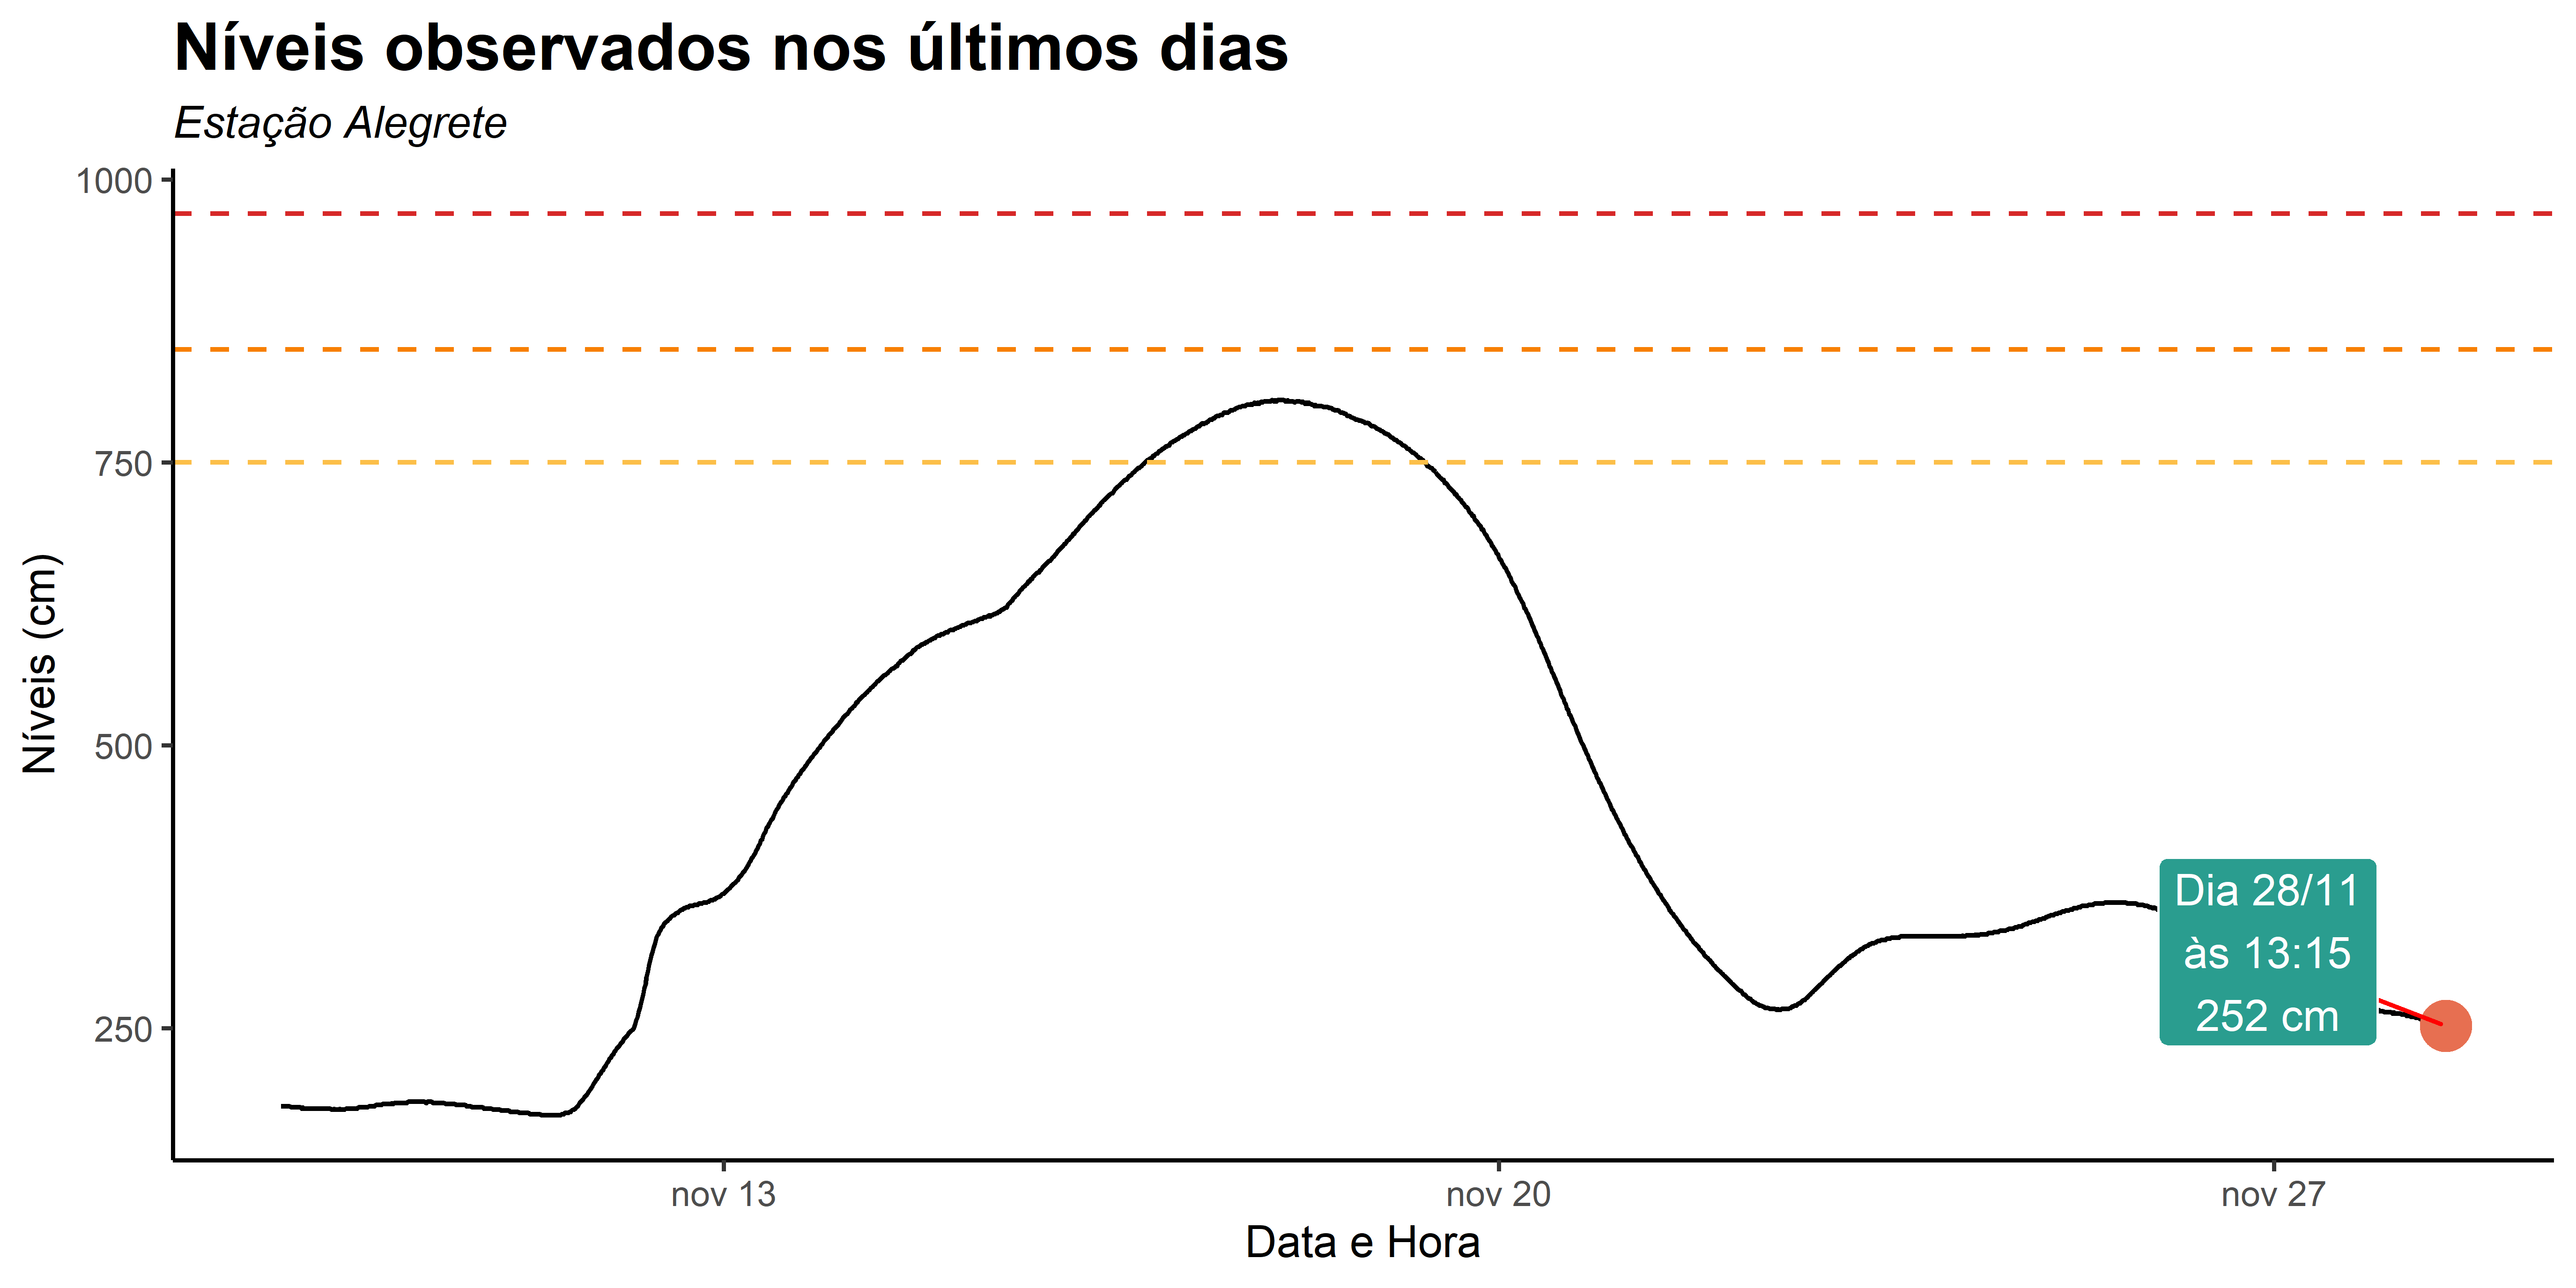 Níveis observados nos últimos dias
Estação Alegrete
1000
750
500
250
Níveis (cm)
Dia 28/11
às 13:15
252 cm
nov 13
nov 20
nov 27
Data e Hora